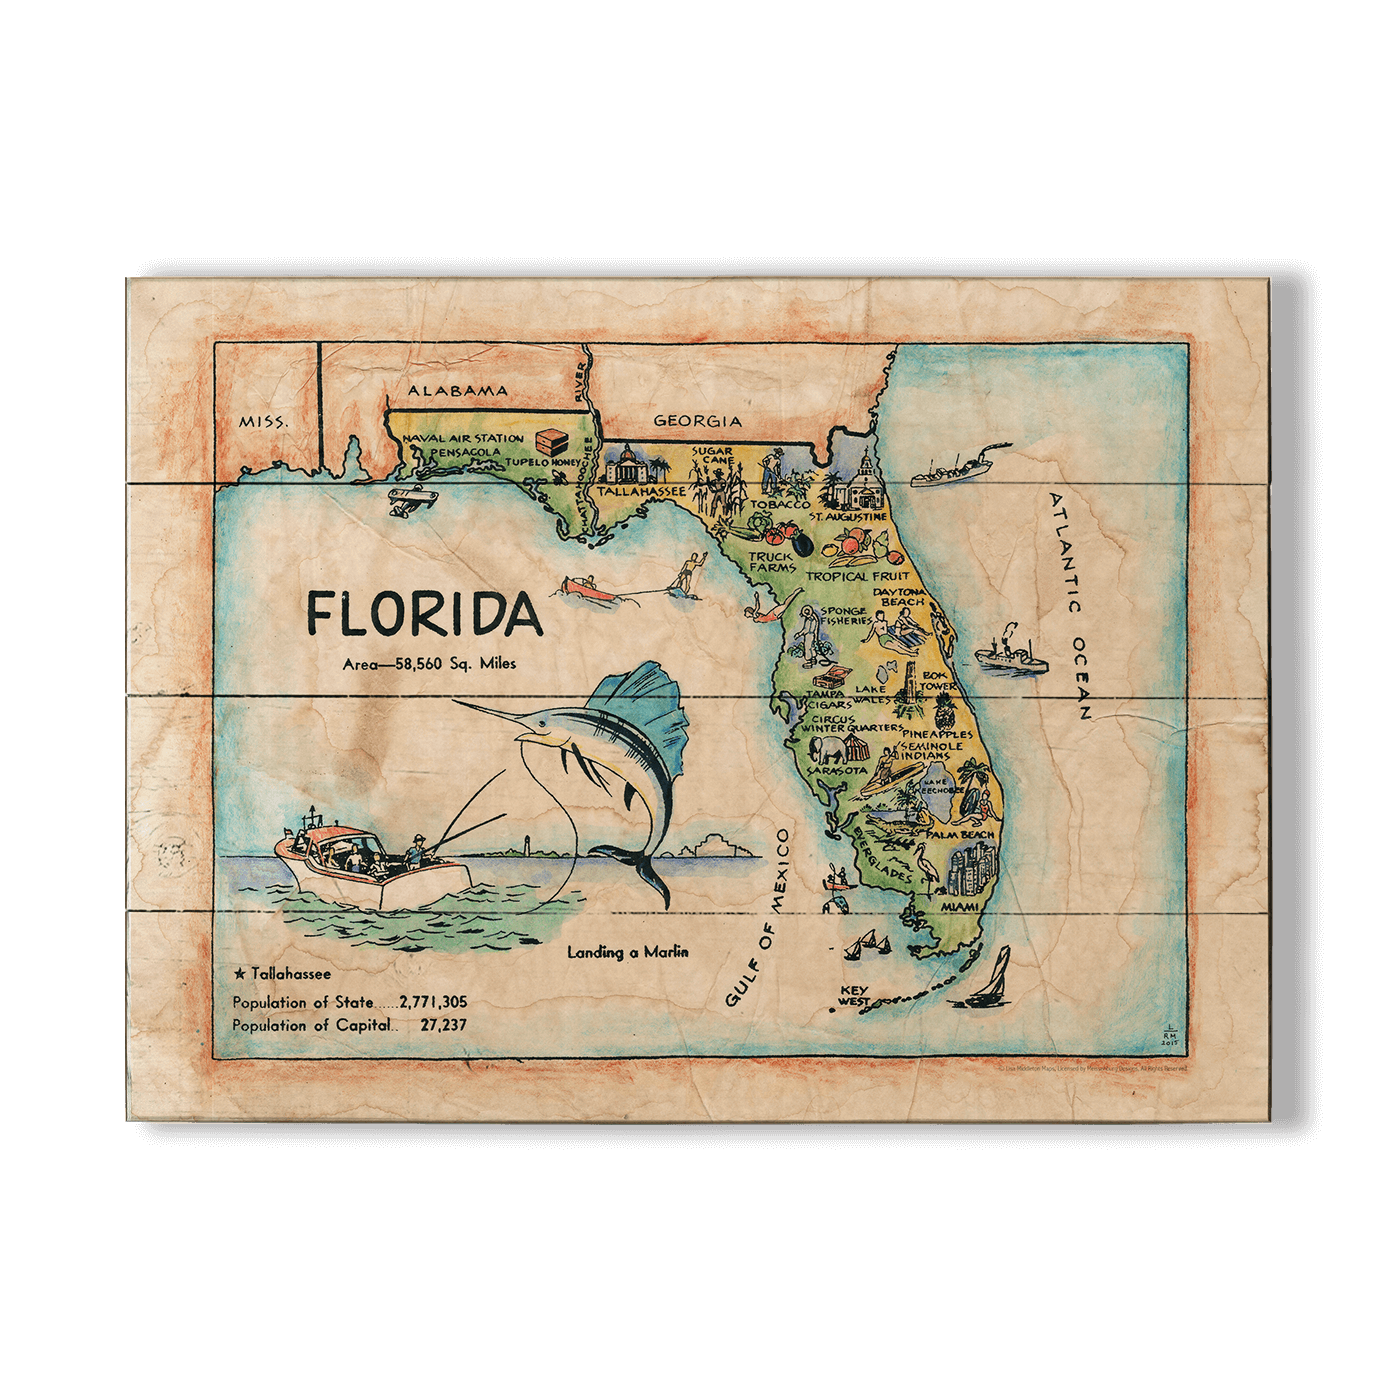 MISS.
ALABAMA
RIVER
GEORGIA
NAVAL AIR STATION
PENSACOLA
TUPELO HONEY
CHATTAHOOCHEE
TALLAHASSEE
SUGAR
CANE
TOBACCO
ST. AUGUSTINE
TRUCK
FARMS
TROPICAL FRUIT
DAYTONA
BEACH
SPONGE
FISHERIES
ATLANTIC OCEAN
FLORIDA
Area—58,560 Sq. Miles
BOK
TOWER
LAKE
WALES
TAMPA
CIGARS
CIRCUS
WINTER QUARTERS
PINEAPPLES
SEMINOLE
INDIANS
SARASOTA
LAKE
KEECHOBEE
PALM BEACH
EVERGLADES
MIAMI
GULF OF MEXICO
KEY
WEST
Landing a Marlin
★ Tallahassee
Population of State......2,771,305
Population of Capital.. 27,237
L
RM
2015
© Lisa Middleton Maps, Licensed by Meissenburg Designs. All Rights Reserved.